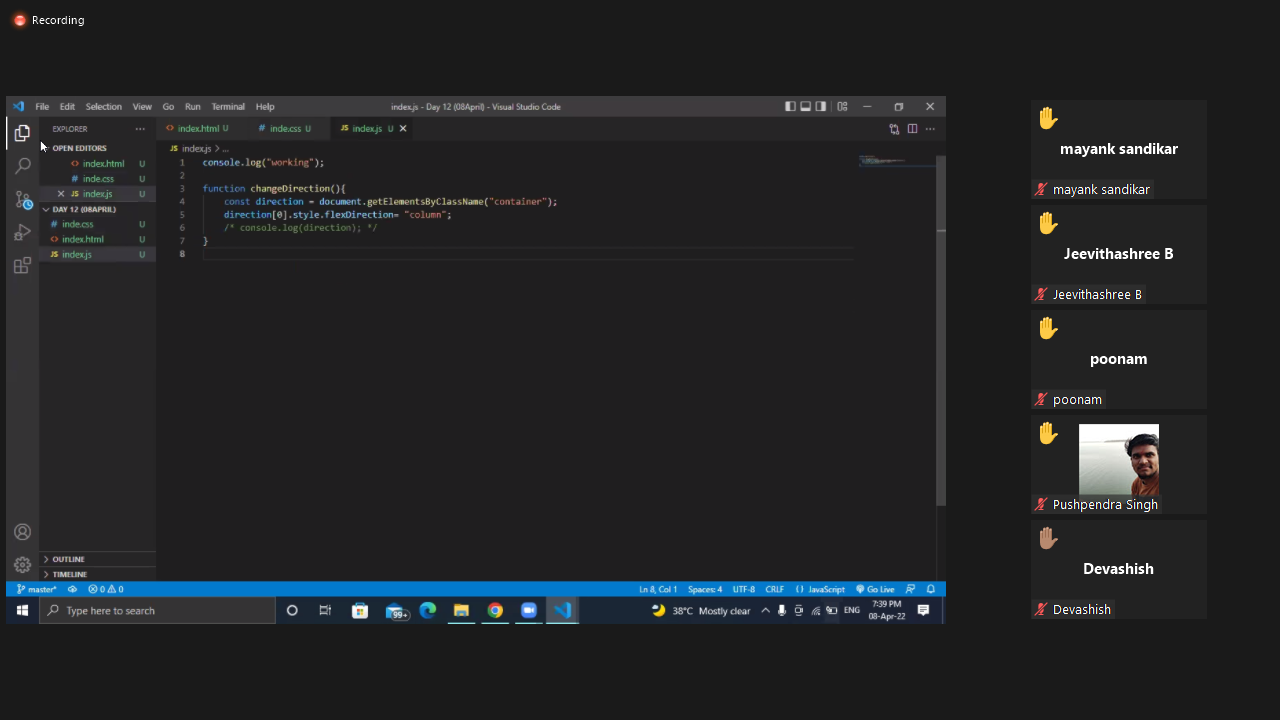 Recording
File Edit Selection View Go Run Terminal Help
index.js - Day 12 (08April) - Visual Studio Code
EXPLORER
index.html U
inde.css U
index.js U
OPEN EDITORS
index.html U
inde.css U
index.js U
DAY 12 (08APRIL)
inde.css U
index.html U
JS index.js U
OUTLINE
TIMELINE
JS index.js > ...
1 console.log("working");
2
3 function changeDirection(){
4 const direction = document.getElementsByClassName("container");
5 direction[0].style.flexDirection= "column";
6 /* console.log(direction); */
7 }
8
master* 0 0
Ln 8, Col 1 Spaces: 4 UTF-8 CRLF JavaScript Go Live
Type here to search
99+
38°C Mostly clear
ENG
7:39 PM
08-Apr-22
mayank sandikar
mayank sandikar
Jeevithashree B
Jeevithashree B
poonam
poonam
Pushpendra Singh
Devashish
Devashish